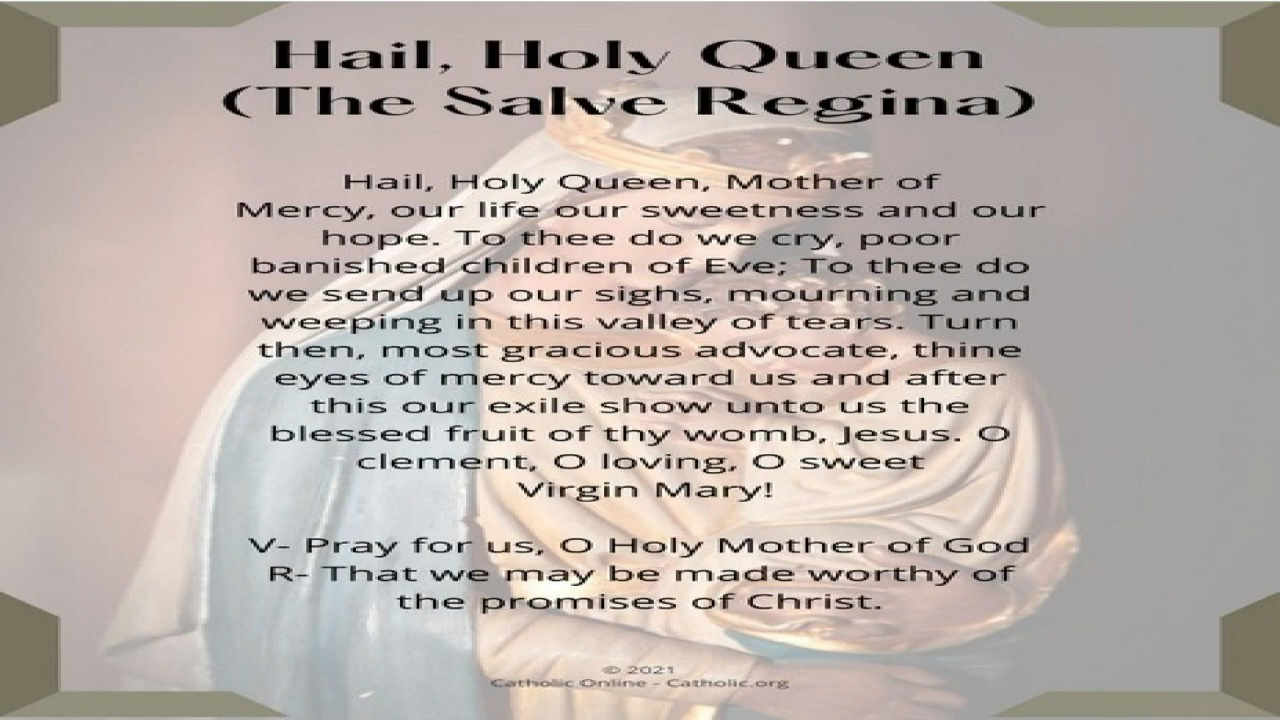 Hail, Holy Queen
(The Salve Regina)
Hail, Holy Queen, Mother of
Mercy, our life our sweetness and our
hope. To thee do we cry, poor
banished children of Eve; To thee do
we send up our sighs, mourning and
weeping in this valley of tears. Turn
then, most gracious advocate, thine
eyes of mercy toward us and after
this our exile show unto us the
blessed fruit of thy womb, Jesus. O
clement, O loving, O sweet
Virgin Mary!
V- Pray for us, O Holy Mother of God
R- That we may be made worthy of
the promises of Christ.
© 2021
Catholic Online - Catholic.org